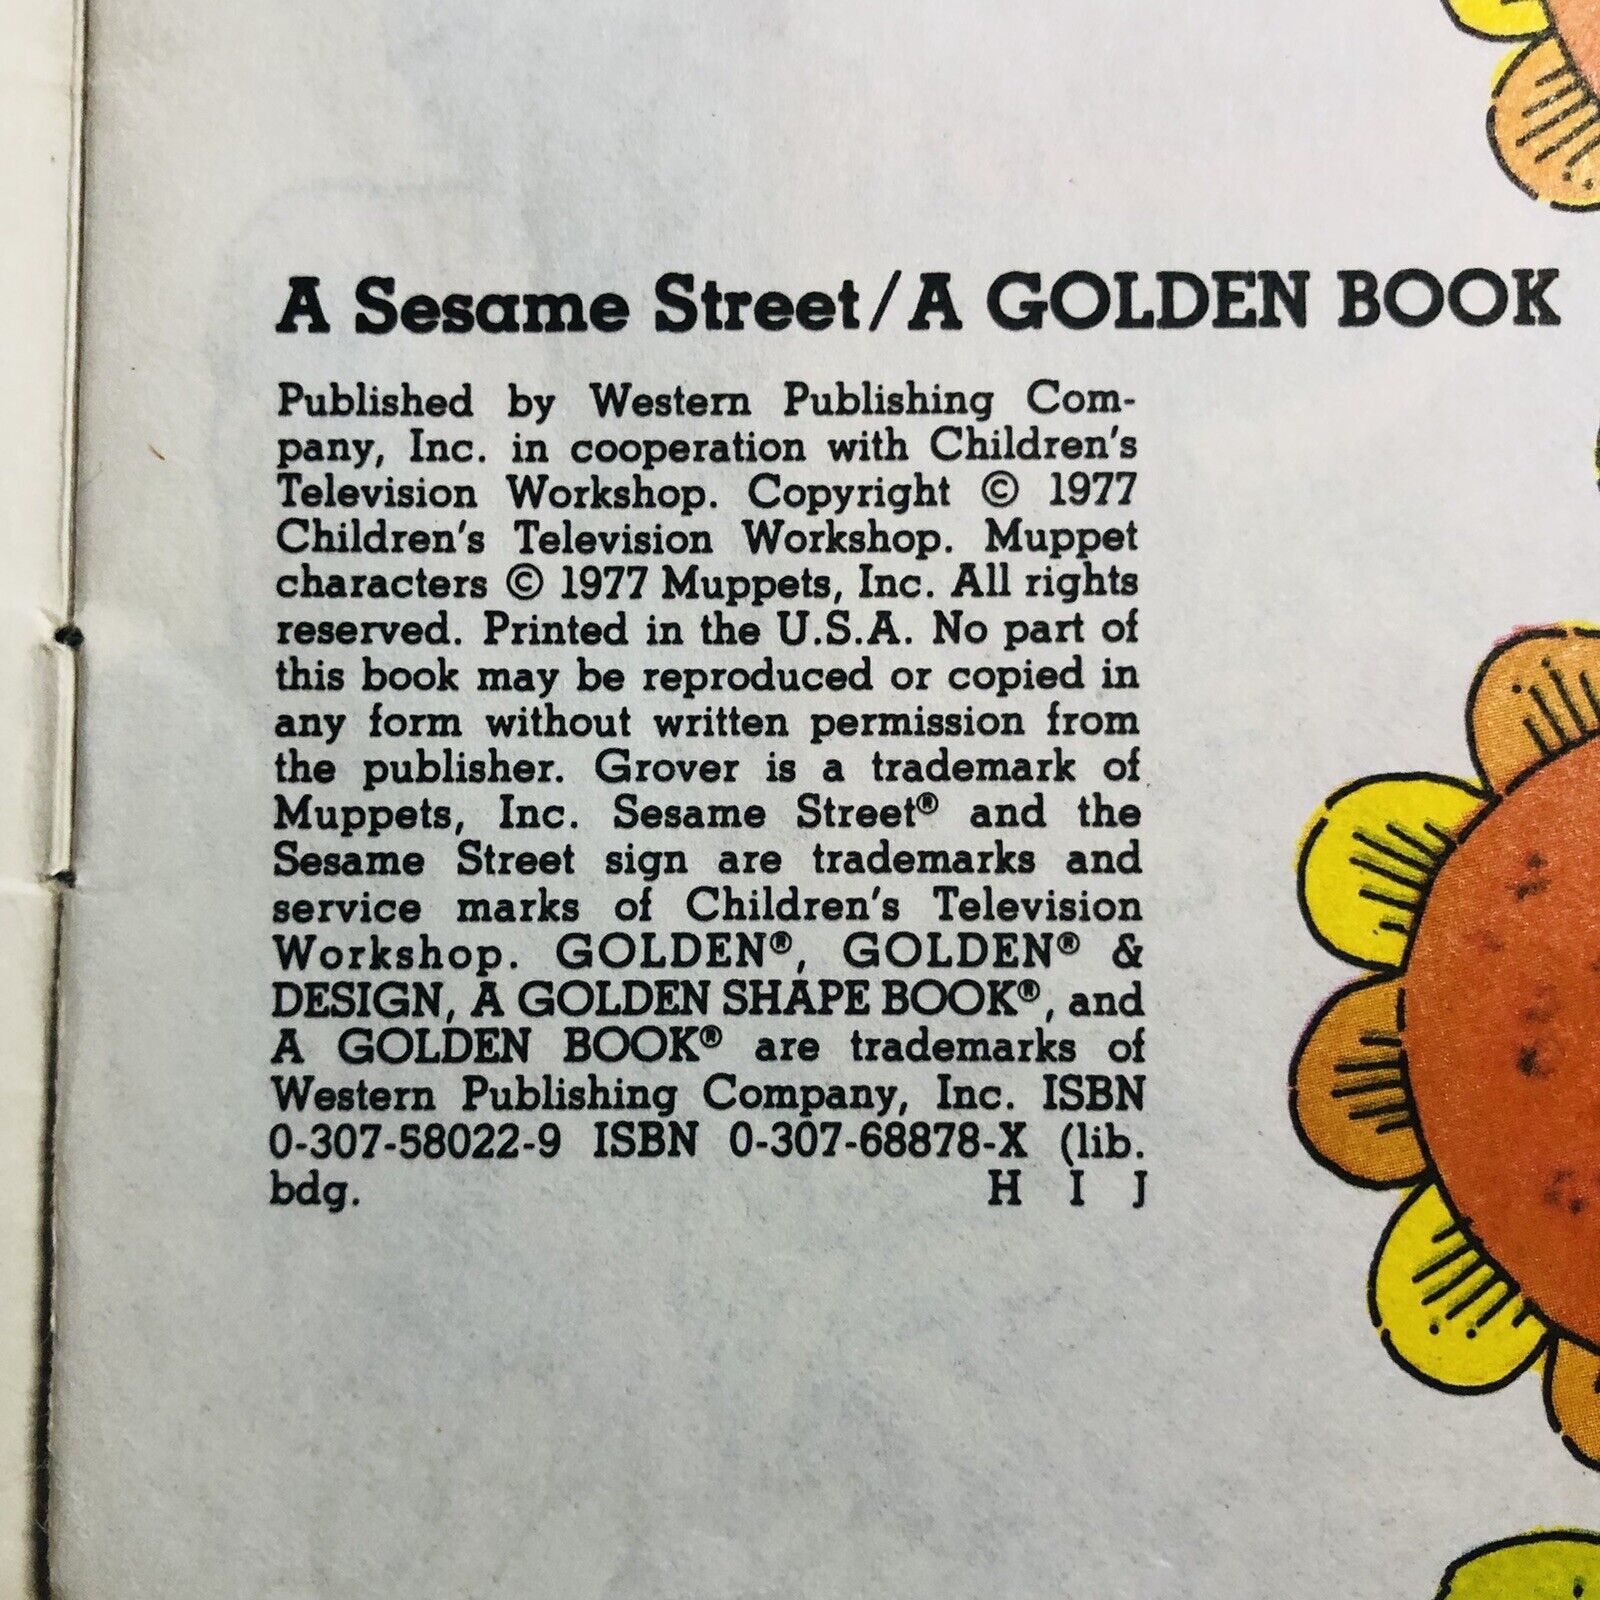 A Sesame Street/A GOLDEN BOOK
Published by Western Publishing Com-
pany, Inc. in cooperation with Children's
Television Workshop. Copyright © 1977
Children's Television Workshop. Muppet
characters © 1977 Muppets, Inc. All rights
reserved. Printed in the U.S.A. No part of
this book may be reproduced or copied in
any form without written permission from
the publisher. Grover is a trademark of
Muppets, Inc. Sesame Street® and the
Sesame Street sign are trademarks and
service marks of Children's Television
Workshop. GOLDEN®, GOLDEN® &
DESIGN, A GOLDEN SHAPE BOOK®, and
A GOLDEN BOOK® are trademarks of
Western Publishing Company, Inc. ISBN
0-307-58022-9 ISBN 0-307-68878-X (lib.
bdg. H I J